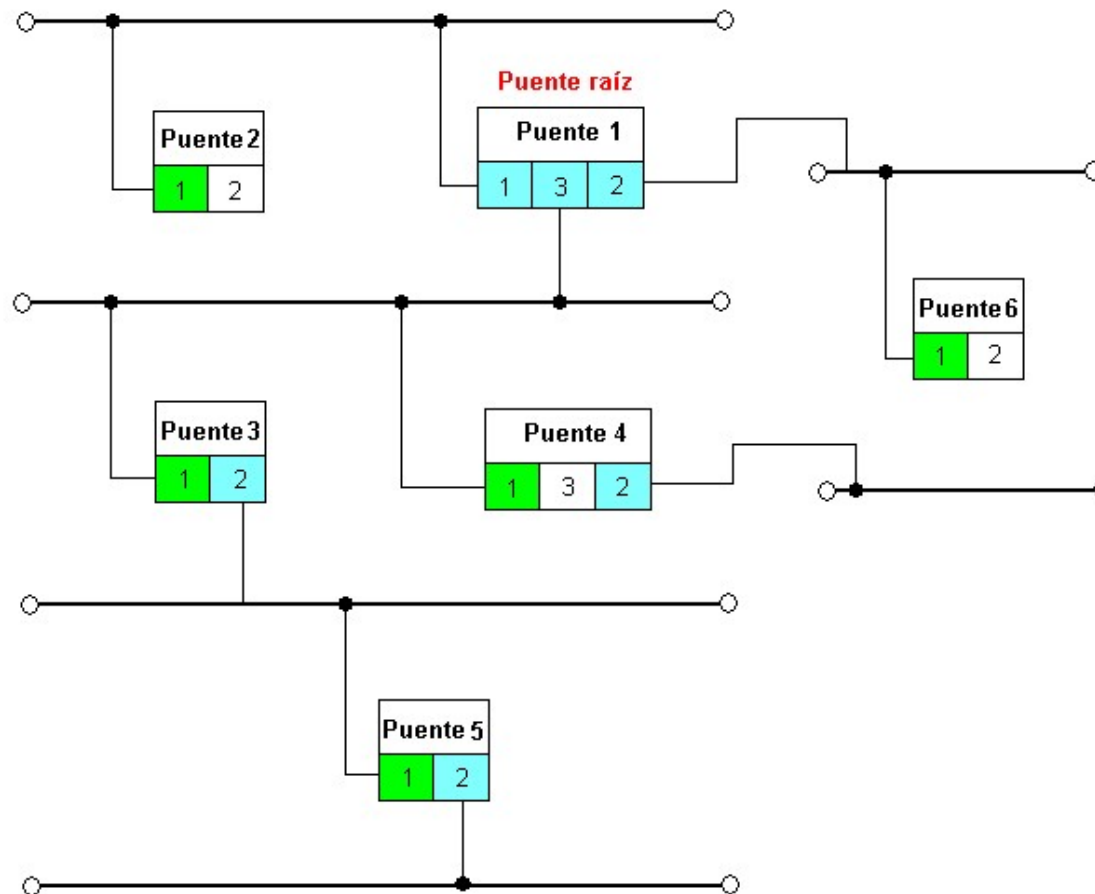 Puente raíz
Puente 1
1 3 2
Puente 2
1 2
Puente 6
1 2
Puente 3
1 2
Puente 4
1 3 2
Puente 5
1 2